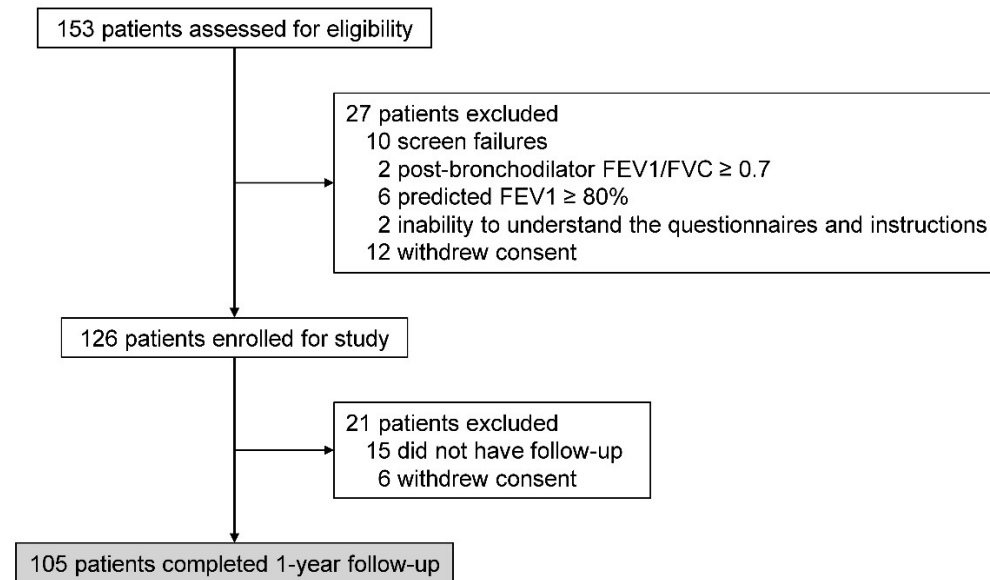 153 patients assessed for eligibility
27 patients excluded
10 screen failures
2 post-bronchodilator FEV1/FVC ≥ 0.7
6 predicted FEV1 ≥ 80%
2 inability to understand the questionnaires and instructions
12 withdrew consent
126 patients enrolled for study
21 patients excluded
15 did not have follow-up
6 withdrew consent
105 patients completed 1-year follow-up